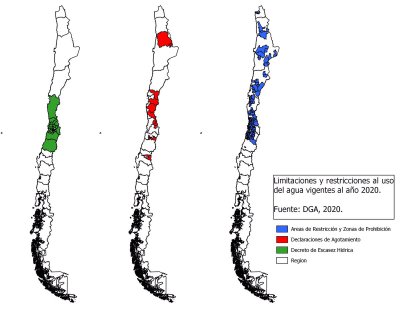 Limitaciones y restricciones al uso
del agua vigentes al año 2020.
Fuente: DGA, 2020.
Areas de Restricción y Zonas de Prohibición
Declaraciones de Agotamiento
Decreto de Escasez Hídrica
Region